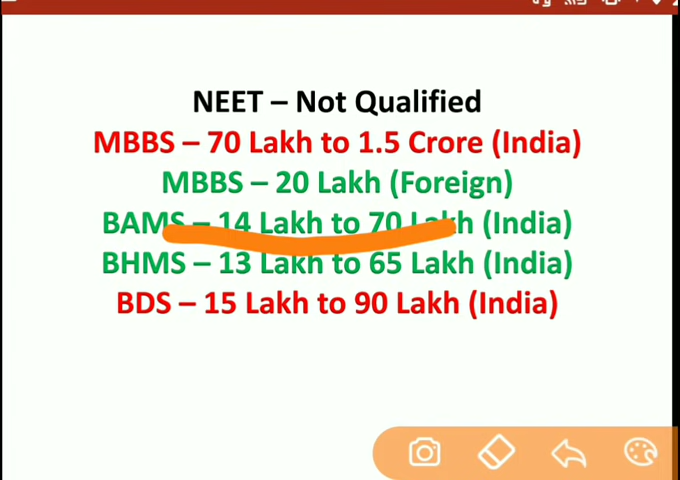 NEET – Not Qualified
MBBS – 70 Lakh to 1.5 Crore (India)
MBBS – 20 Lakh (Foreign)
BAMS – 14 Lakh to 70 Lakh (India)
BHMS – 13 Lakh to 65 Lakh (India)
BDS – 15 Lakh to 90 Lakh (India)